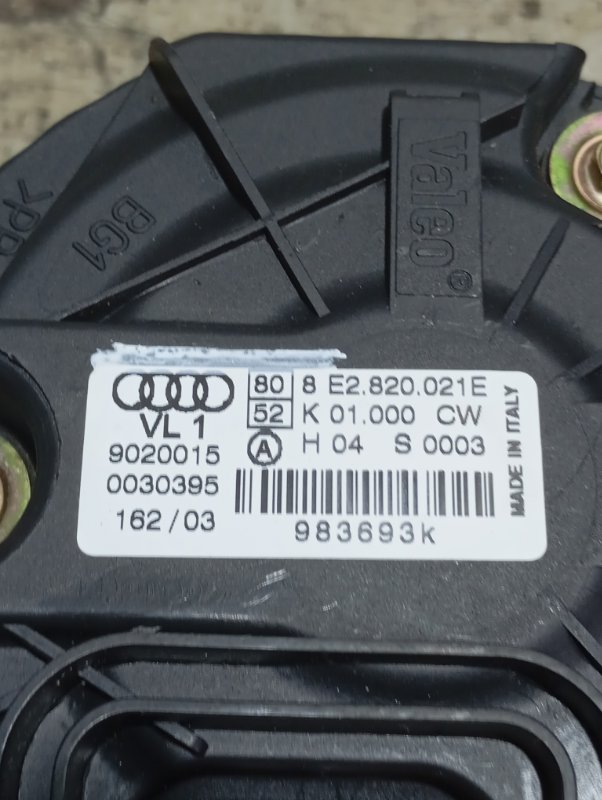 Valeo
BG1
80 8 E2.820.021E
VL 1 52 K 01.000 CW
9020015 A H 04 S 0003
0030395
162/03
983693k
MADE IN ITALY